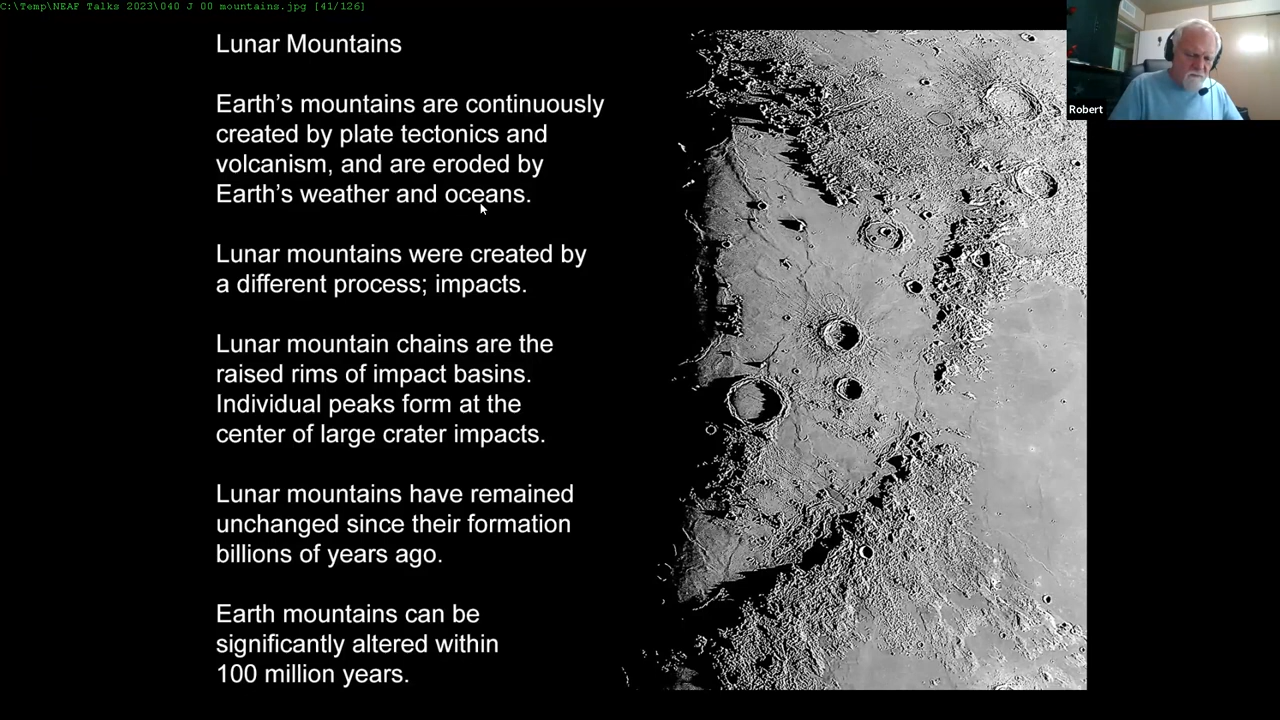 C:\Temp\NEAF Talks 2023\040 J 00 mountains.jpg [41/126]
Lunar Mountains
Robert
Earth's mountains are continuously
created by plate tectonics and
volcanism, and are eroded by
Earth's weather and oceans.
Lunar mountains were created by
a different process; impacts.
Lunar mountain chains are the
raised rims of impact basins.
Individual peaks form at the
center of large crater impacts.
Lunar mountains have remained
unchanged since their formation
billions of years ago.
Earth mountains can be
significantly altered within
100 million years.